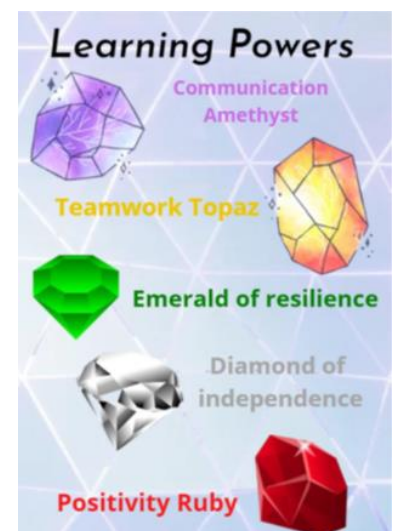 Learning Powers
Communication
Amethyst
Teamwork Topaz
Emerald of resilience
Diamond of
independence
Positivity Ruby